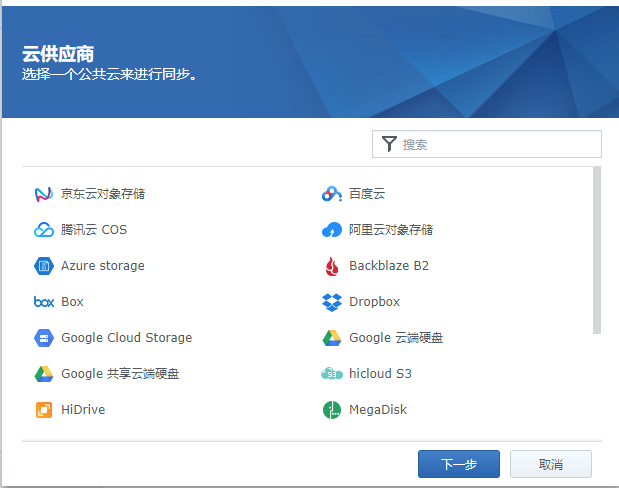 云供应商
选择一个公共云来进行同步。
搜索
京东云对象存储
百度云
腾讯云 COS
阿里云对象存储
Azure storage
Backblaze B2
box
Box
Dropbox
Google Cloud Storage
Google 云端硬盘
Google 共享云端硬盘
S3
hicloud S3
HiDrive
MegaDisk
下一步
取消